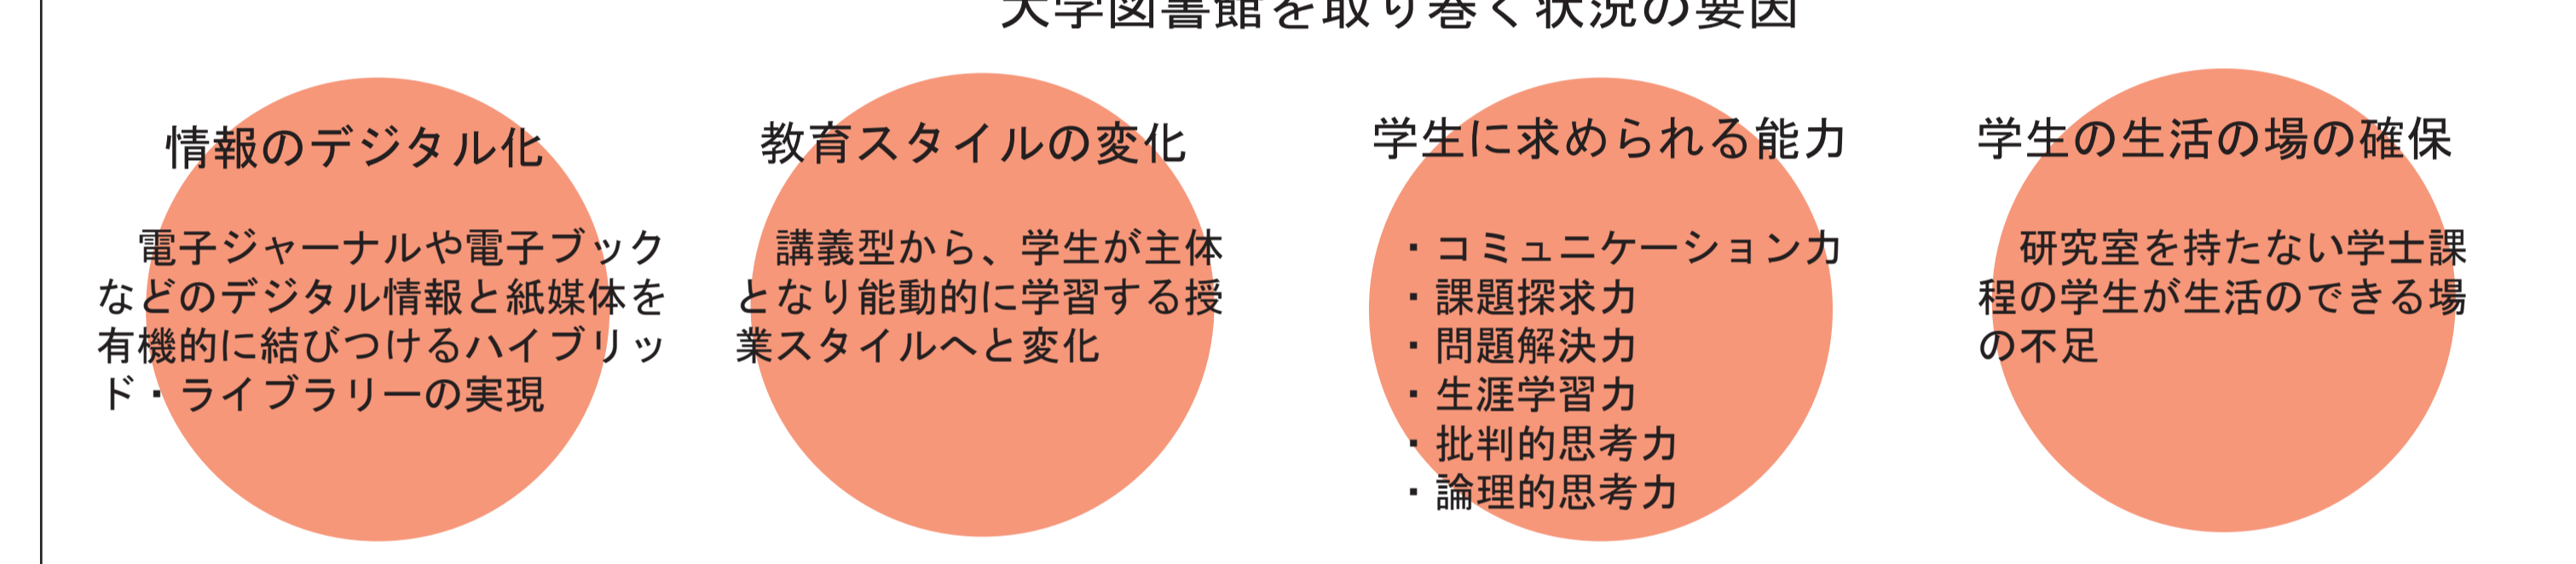 大学図書館を取り巻く状況の要因
情報のデジタル化
電子ジャーナルや電子ブック
などのデジタル情報と紙媒体を
有機的に結びつけるハイブリッ
ド・ライブラリーの実現
教育スタイルの変化
講義型から、学生が主体
となり能動的に学習する授
業スタイルへと変化
学生に求められる能力
・コミュニケーション力
・課題探求力
・問題解決力
・生涯学習力
・批判的思考力
・論理的思考力
学生の生活の場の確保
研究室を持たない学士課
程の学生が生活のできる場
の不足